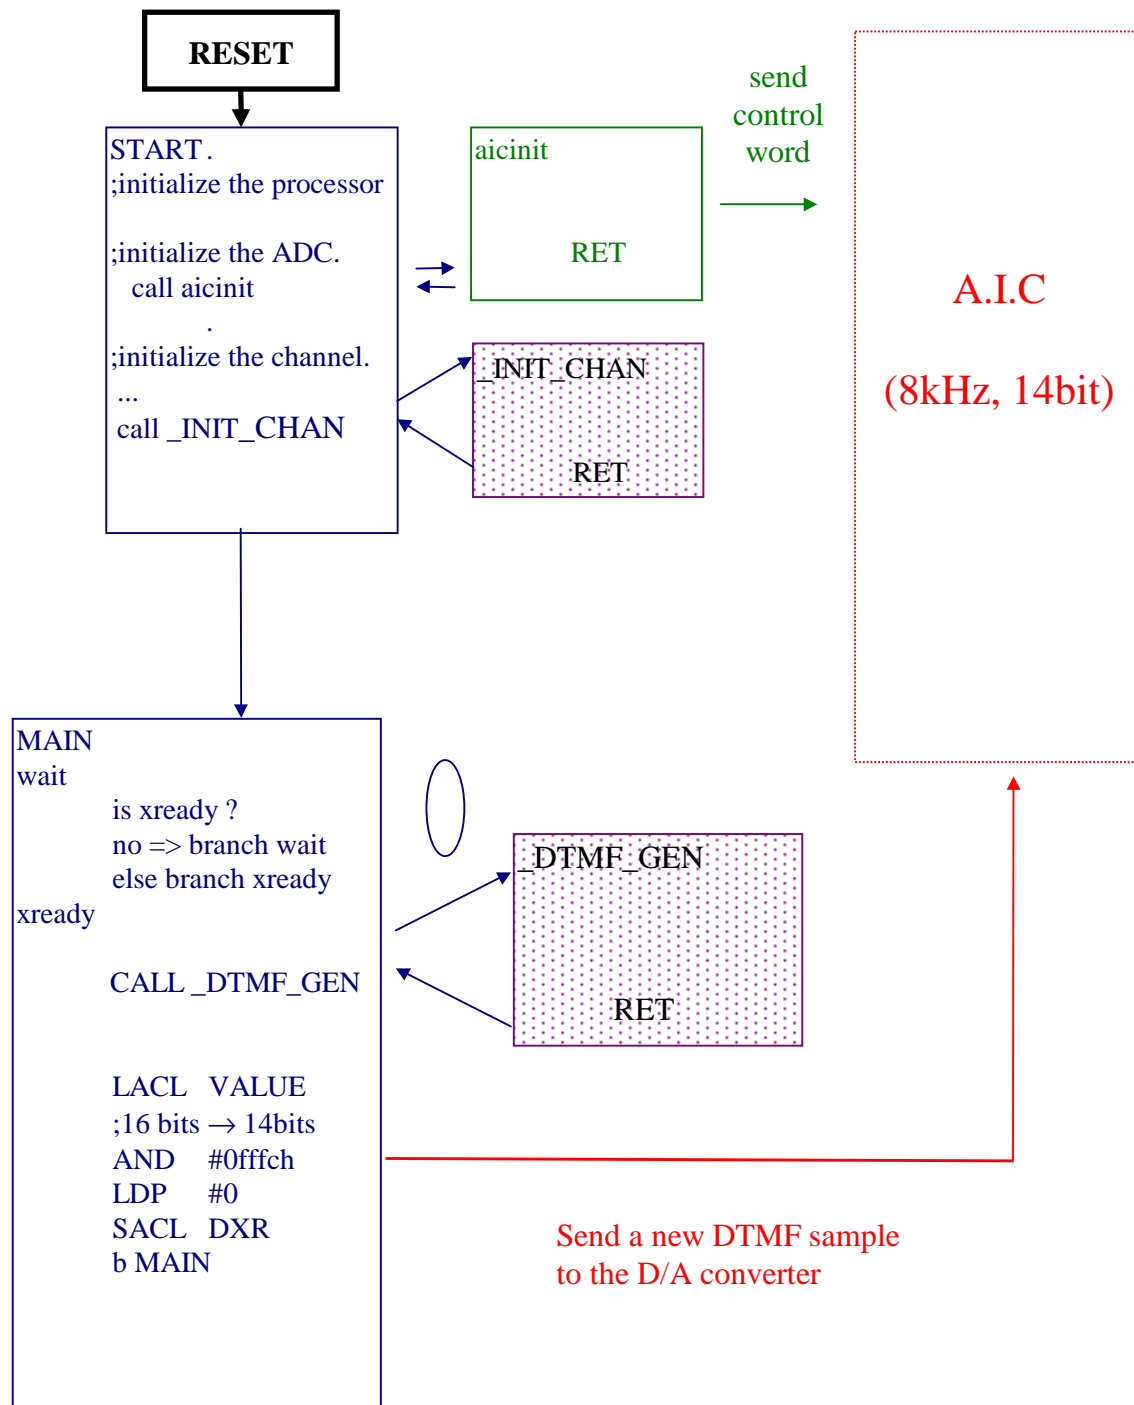 RESET
START .
;initialize the processor
;initialize the ADC.
call aicinit
.
;initialize the channel.
...
call _INIT_CHAN
aicinit
RET
send
control
word
_INIT_CHAN
RET
A.I.C
(8kHz, 14bit)
MAIN
wait
is xready ?
no => branch wait
else branch xready
xready
CALL _DTMF_GEN
LACL VALUE
;16 bits → 14bits
AND #0fffch
LDP #0
SACL DXR
b MAIN
_DTMF_GEN
RET
Send a new DTMF sample
to the D/A converter